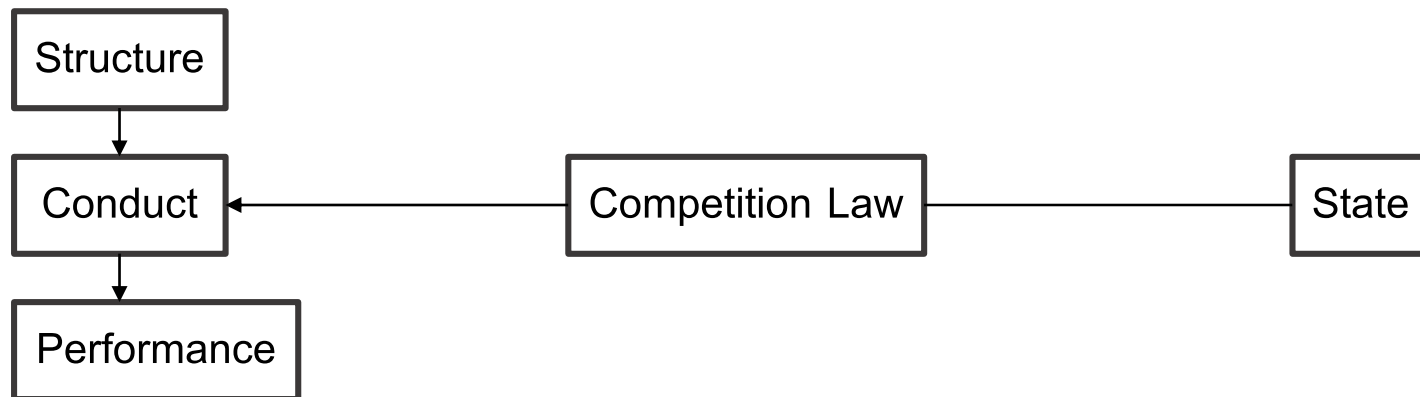 Structure
Conduct
Competition Law
State
Performance